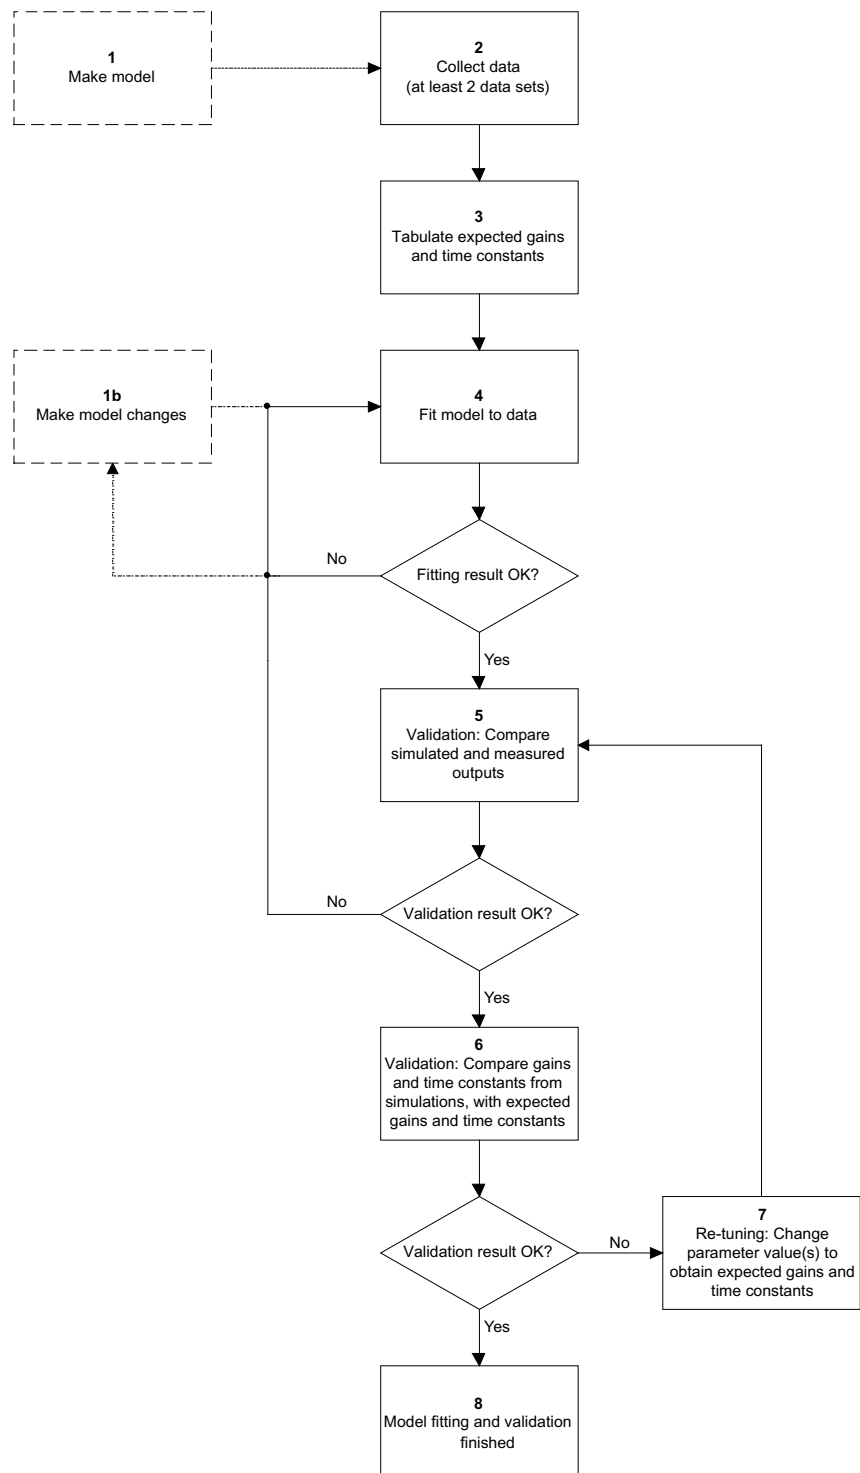 1
Make model
2
Collect data
(at least 2 data sets)
3
Tabulate expected gains
and time constants
1b
Make model changes
4
Fit model to data
No
Fitting result OK?
Yes
5
Validation: Compare
simulated and measured
outputs
No
Validation result OK?
Yes
6
Validation: Compare gains
and time constants from
simulations, with expected
gains and time constants
Validation result OK?
No
7
Re-tuning: Change
parameter value(s) to
obtain expected gains and
time constants
Yes
8
Model fitting and validation
finished